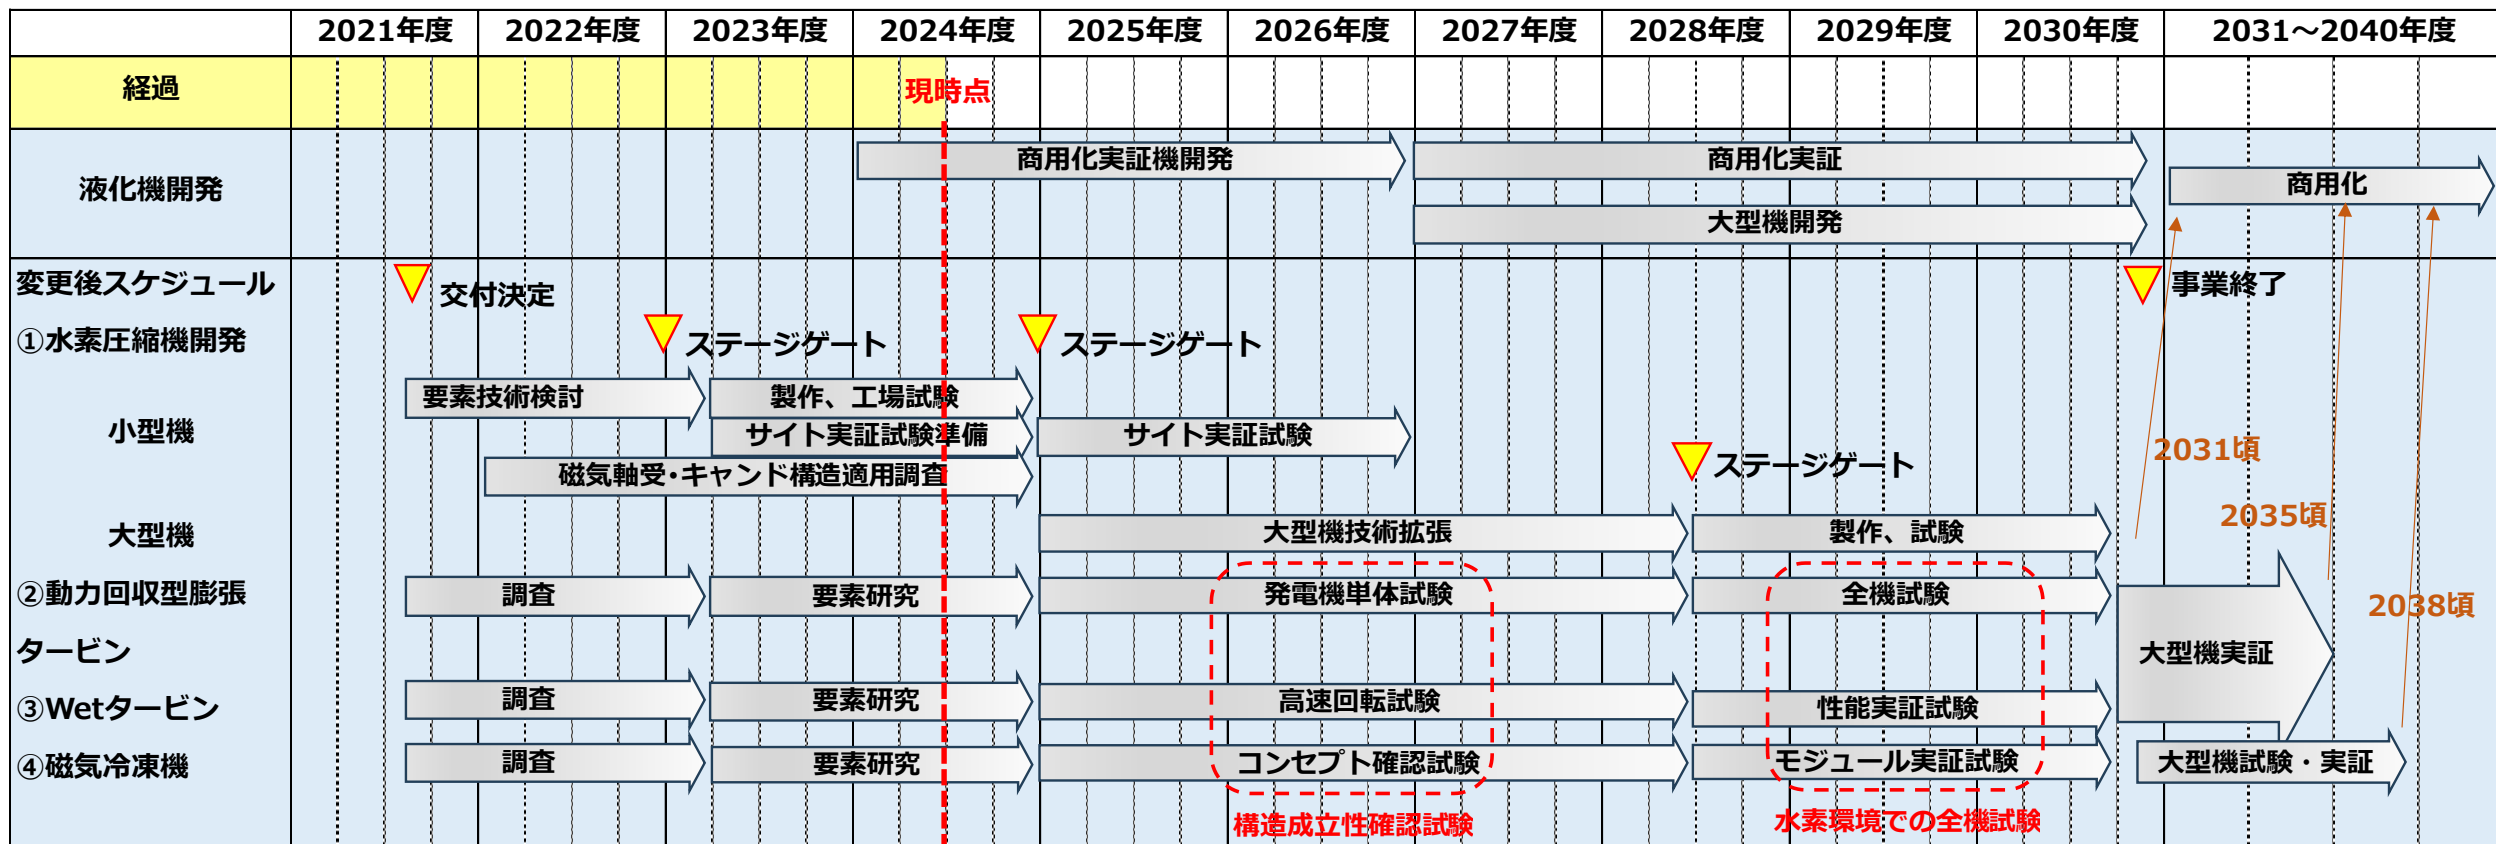 2021年度 2022年度 2023年度 2024年度 2025年度 2026年度 2027年度 2028年度 2029年度 2030年度 2031～2040年度
経過
現時点
液化機開発
商用化実証機開発
商用化実証
商用化
大型機開発
変更後スケジュール
交付決定
事業終了
①水素圧縮機開発
ステージゲート
ステージゲート
小型機
要素技術検討
製作、工場試験
サイト実証試験準備
サイト実証試験
磁気軸受・キャンド構造適用調査
ステージゲート
2031頃
大型機
大型機技術拡張
製作、試験
2035頃
②動力回収型膨張
タービン
調査
要素研究
発電機単体試験
全機試験
2038頃
大型機実証
③Wetタービン
調査
要素研究
高速回転試験
性能実証試験
④磁気冷凍機
調査
要素研究
コンセプト確認試験
モジュール実証試験
大型機試験・実証
構造成立性確認試験
水素環境での全機試験